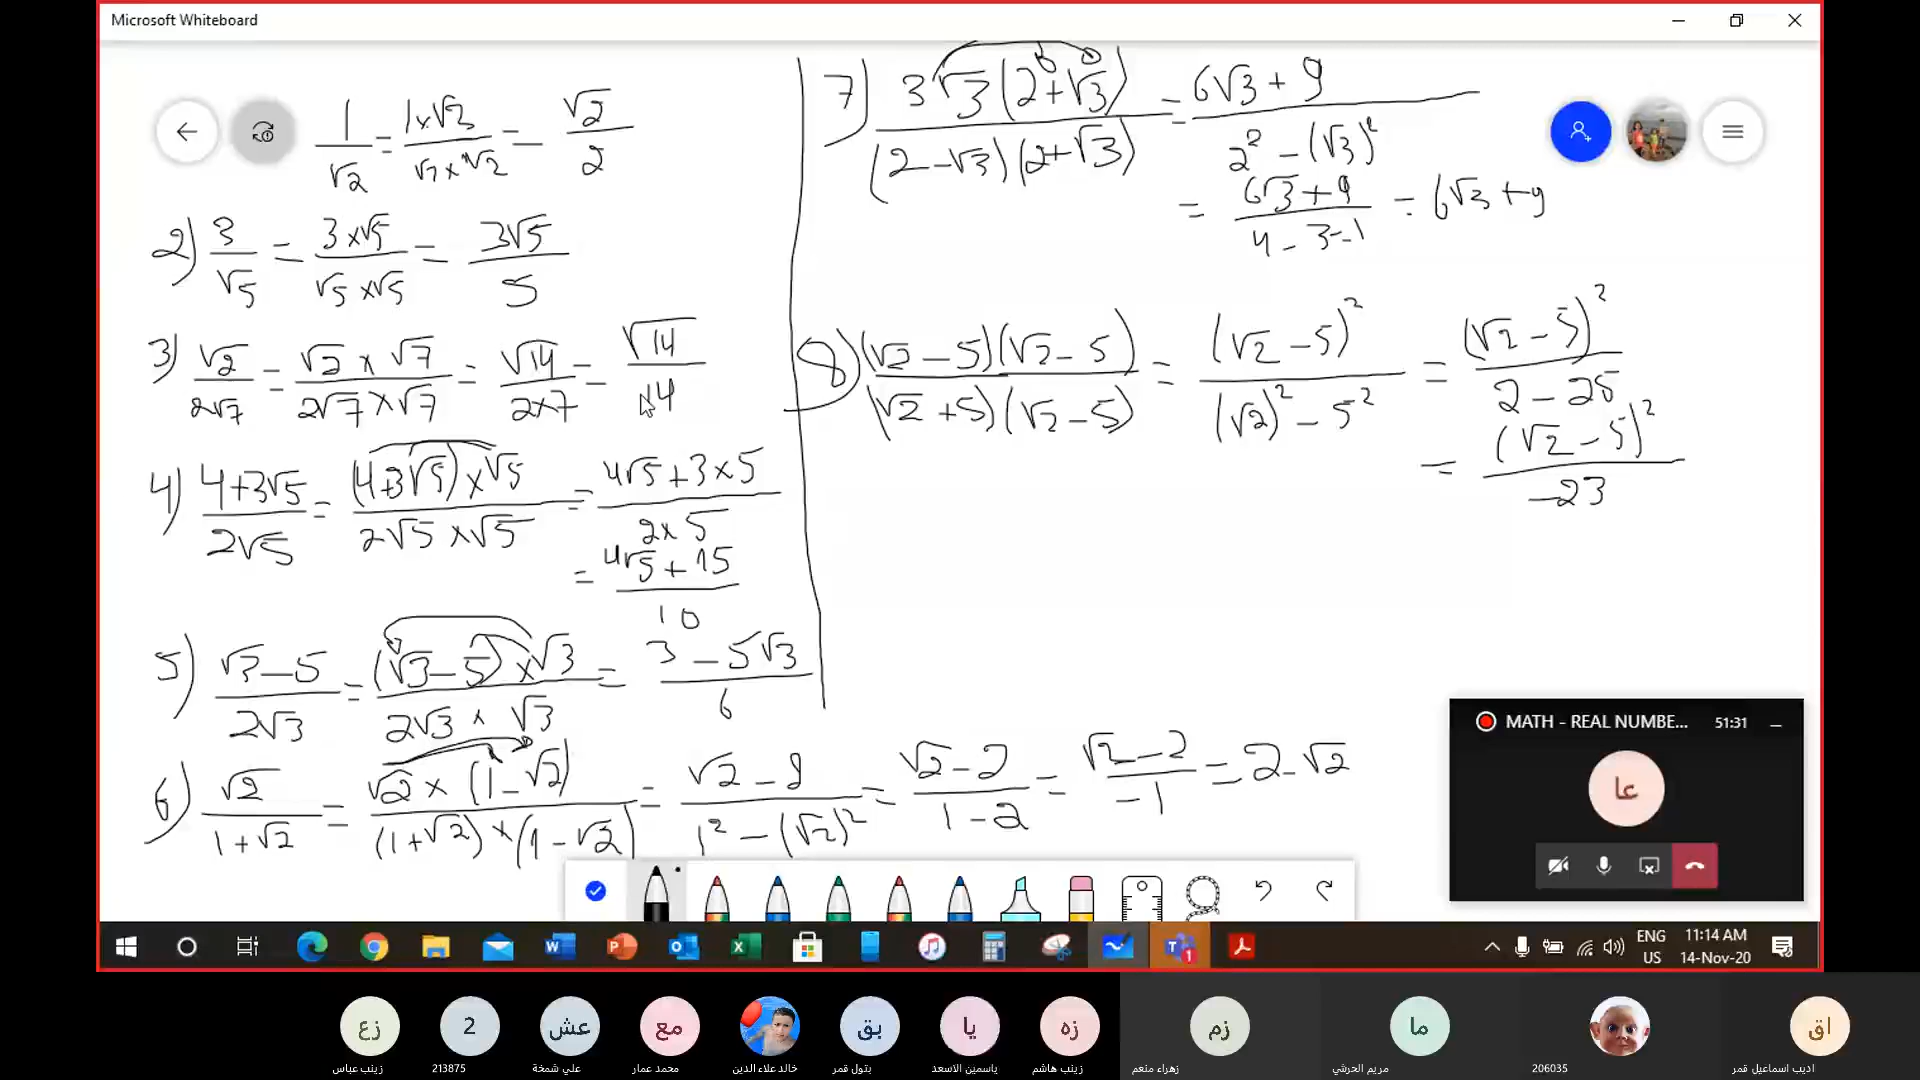 Microsoft Whiteboard
1/√2 = 1×√2/√2×√2 = √2/2
2) 3/√5 = 3×√5/√5×√5 = 3√5/5
3) √2/2√7 = √2×√7/2√7×√7 = √14/2×7 = √14/14
4) 4+3√5/2√5 = (4+3√5)×√5/2√5×√5 = 4√5+3×5/2×5
= 4√5+15/10
5) √3-5/2√3 = (√3-5)×√3/2√3×√3 = 3-5√3/6
6) √2/1+√2 = √2×(1-√2)/(1+√2)×(1-√2) = √2-2/1²-(√2)² = √2-2/1-2 = √2-2/-1 = 2-√2
7) 3√3(2+√3)/(2-√3)(2+√3) = 6√3+9/2²-(√3)²
= 6√3+9/4-3=1 = 6√3+9
8) (√2-5)(√2-5)/(√2+5)(√2-5) = (√2-5)²/(√2)²-5² = (√2-5)²/2-25
= (√2-5)²/-23
MATH - REAL NUMBE... 51:31
عا
ENG
US
11:14 AM
14-Nov-20
1
زع
2
عش
مع
بق
يا
زه
زم
ما
اق
زينب عباس
213875
علي شمخة
محمد عمار
خالد علاء الدين
بتول قمر
ياسمين الاسعد
زينب هاشم
زهراء منعم
مريم الحرشي
206035
اديب اسماعيل قمر